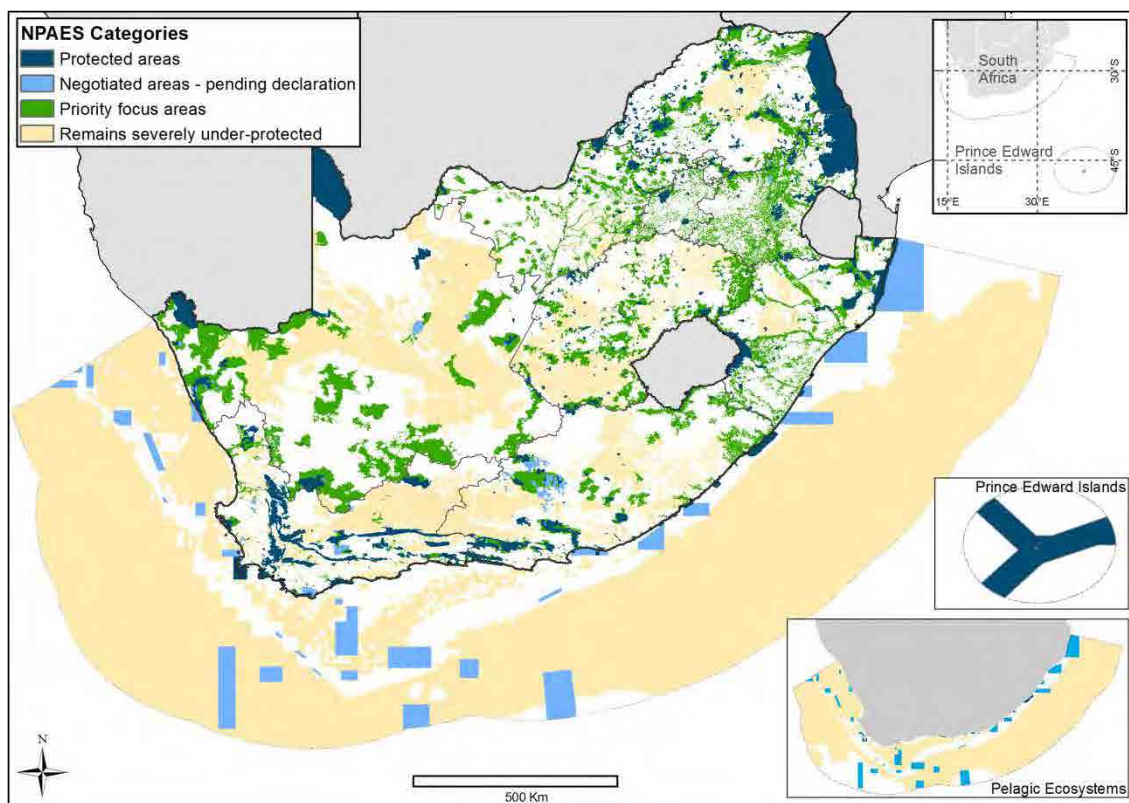 NPAES Categories
Protected areas
Negotiated areas - pending declaration
Priority focus areas
Remains severely under-protected
South
Africa
30°S
Prince Edward
Islands
45°S
15°E
30°E
Prince Edward Islands
N
500 Km
Pelagic Ecosystems